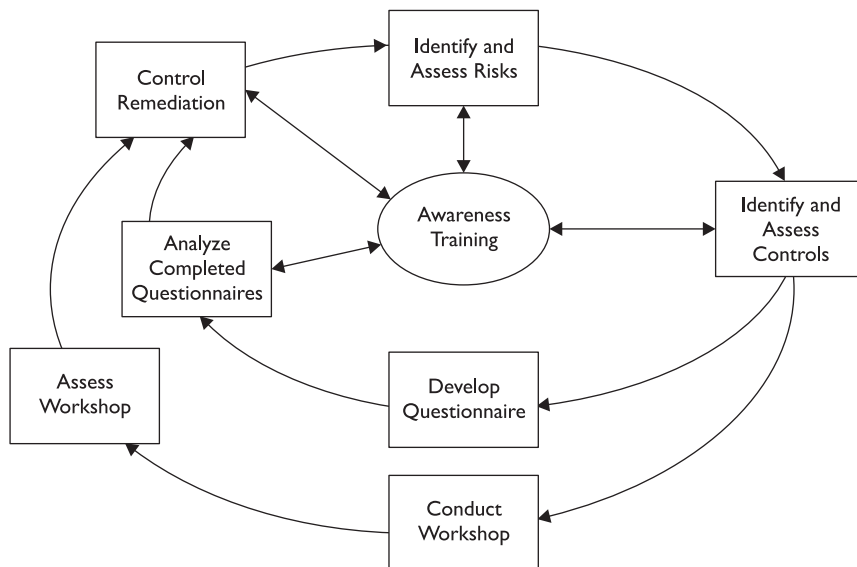 Identify and
Assess Risks
Control
Remediation
Awareness
Training
Identify and
Assess
Controls
Analyze
Completed
Questionnaires
Assess
Workshop
Develop
Questionnaire
Conduct
Workshop